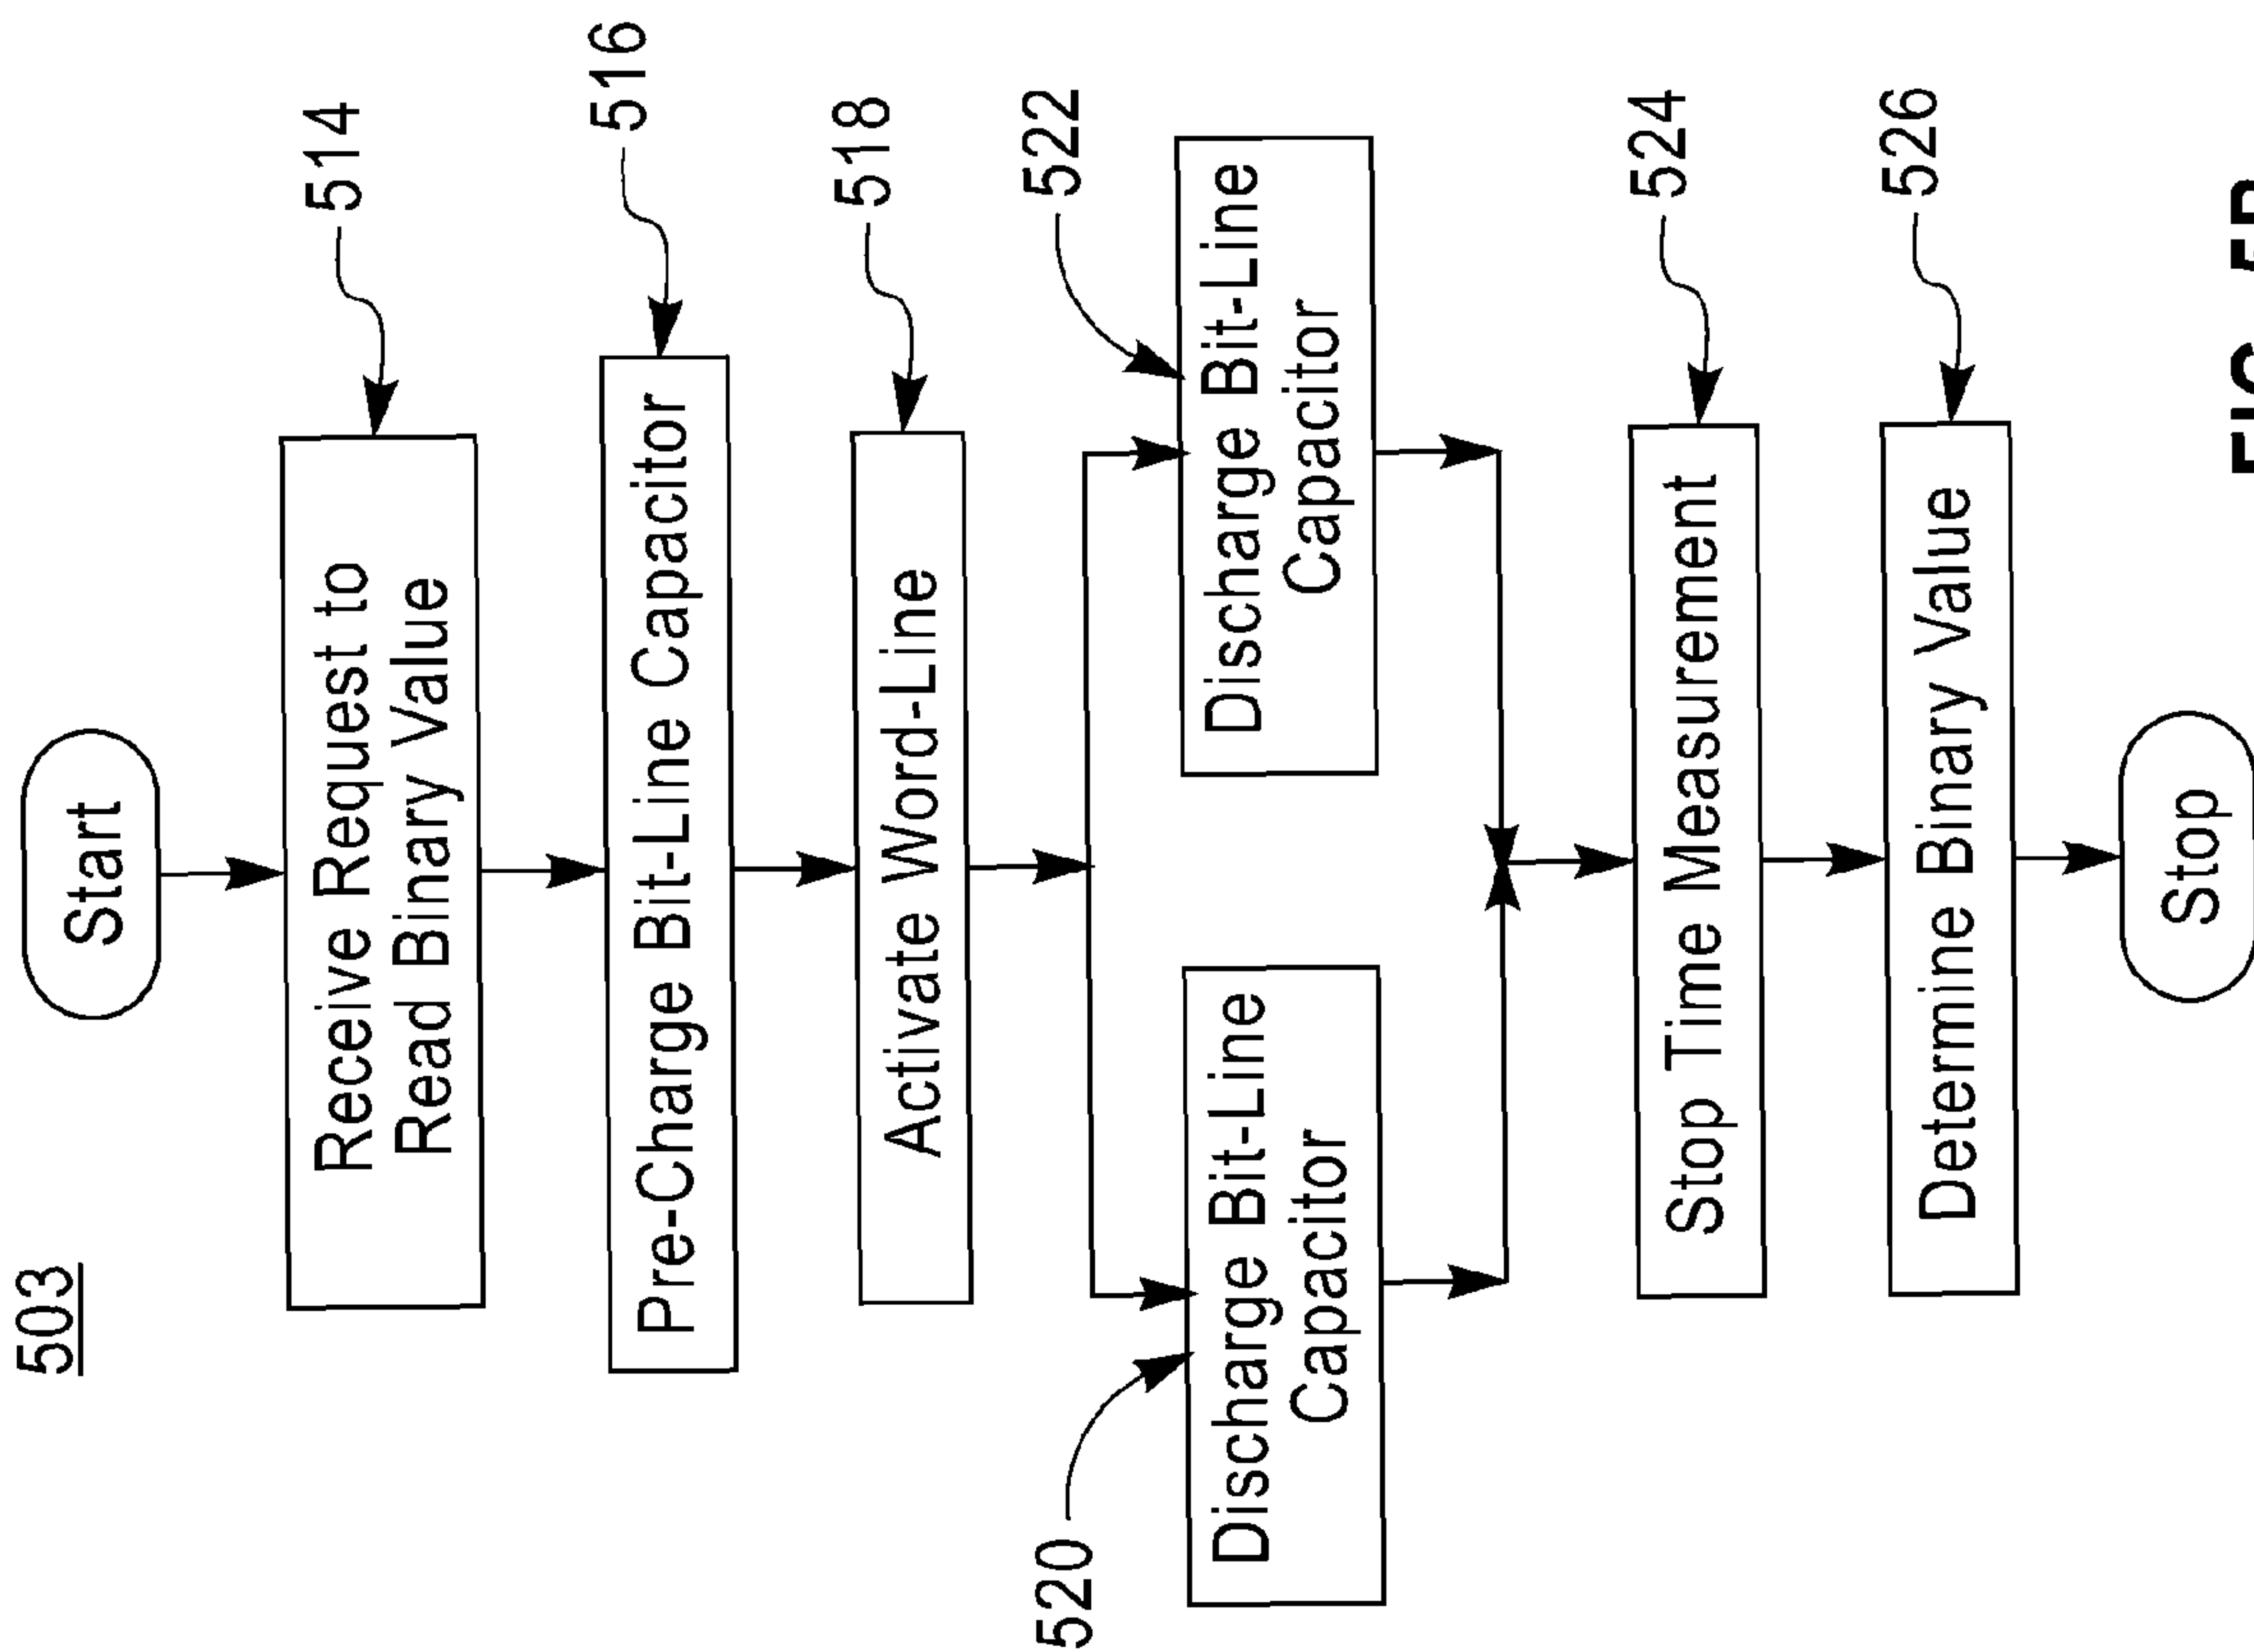 503
Start
Receive Request to
Read Binary Value
514
Pre-Charge Bit-Line Capacitor
516
Activate Word-Line
518
520
Discharge Bit-Line
Capacitor
522
Discharge Bit-Line
Capacitor
Stop Time Measurement
524
Determine Binary Value
526
Stop